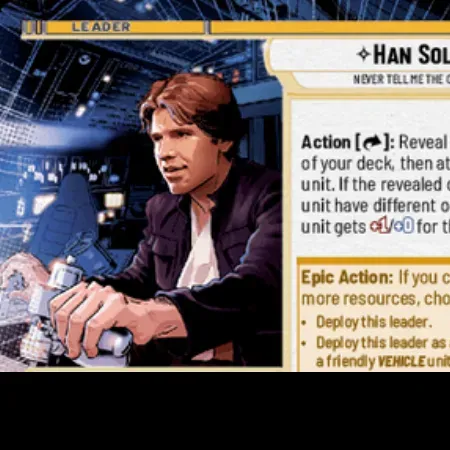 LEADER
HAN SOL
NEVER TELL ME THE O
Action [ ]: Reveal
of your deck, then at
unit. If the revealed c
unit have different o
unit gets +1/+0 for th
Epic Action: If you c
more resources, cho
• Deploy this leader.
• Deploy this leader as
a friendly VEHICLE unit